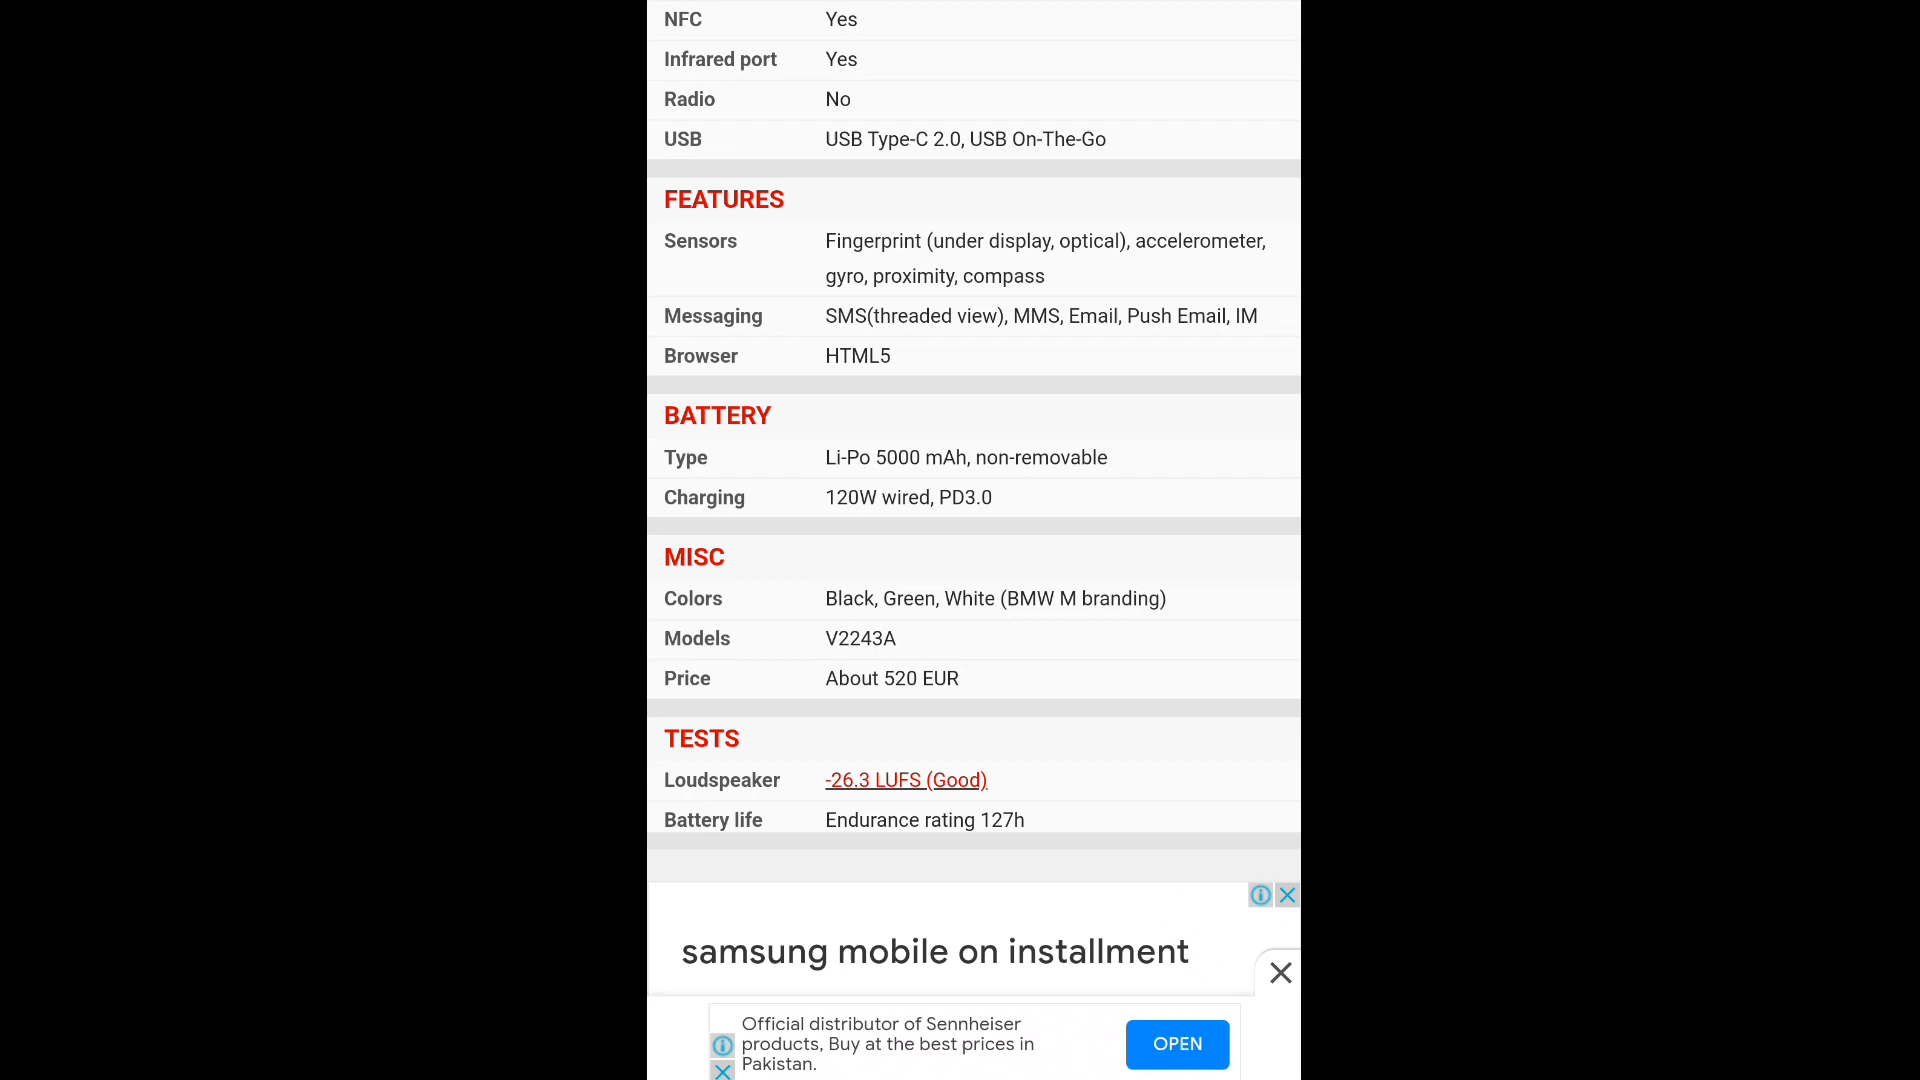 NFC Yes
Infrared port Yes
Radio No
USB USB Type-C 2.0, USB On-The-Go
FEATURES
Sensors Fingerprint (under display, optical), accelerometer,
gyro, proximity, compass
Messaging SMS(threaded view), MMS, Email, Push Email, IM
Browser HTML5
BATTERY
Type Li-Po 5000 mAh, non-removable
Charging 120W wired, PD3.0
MISC
Colors Black, Green, White (BMW M branding)
Models V2243A
Price About 520 EUR
TESTS
Loudspeaker -26.3 LUFS (Good)
Battery life Endurance rating 127h
samsung mobile on installment
Official distributor of Sennheiser
products, Buy at the best prices in
Pakistan.
OPEN